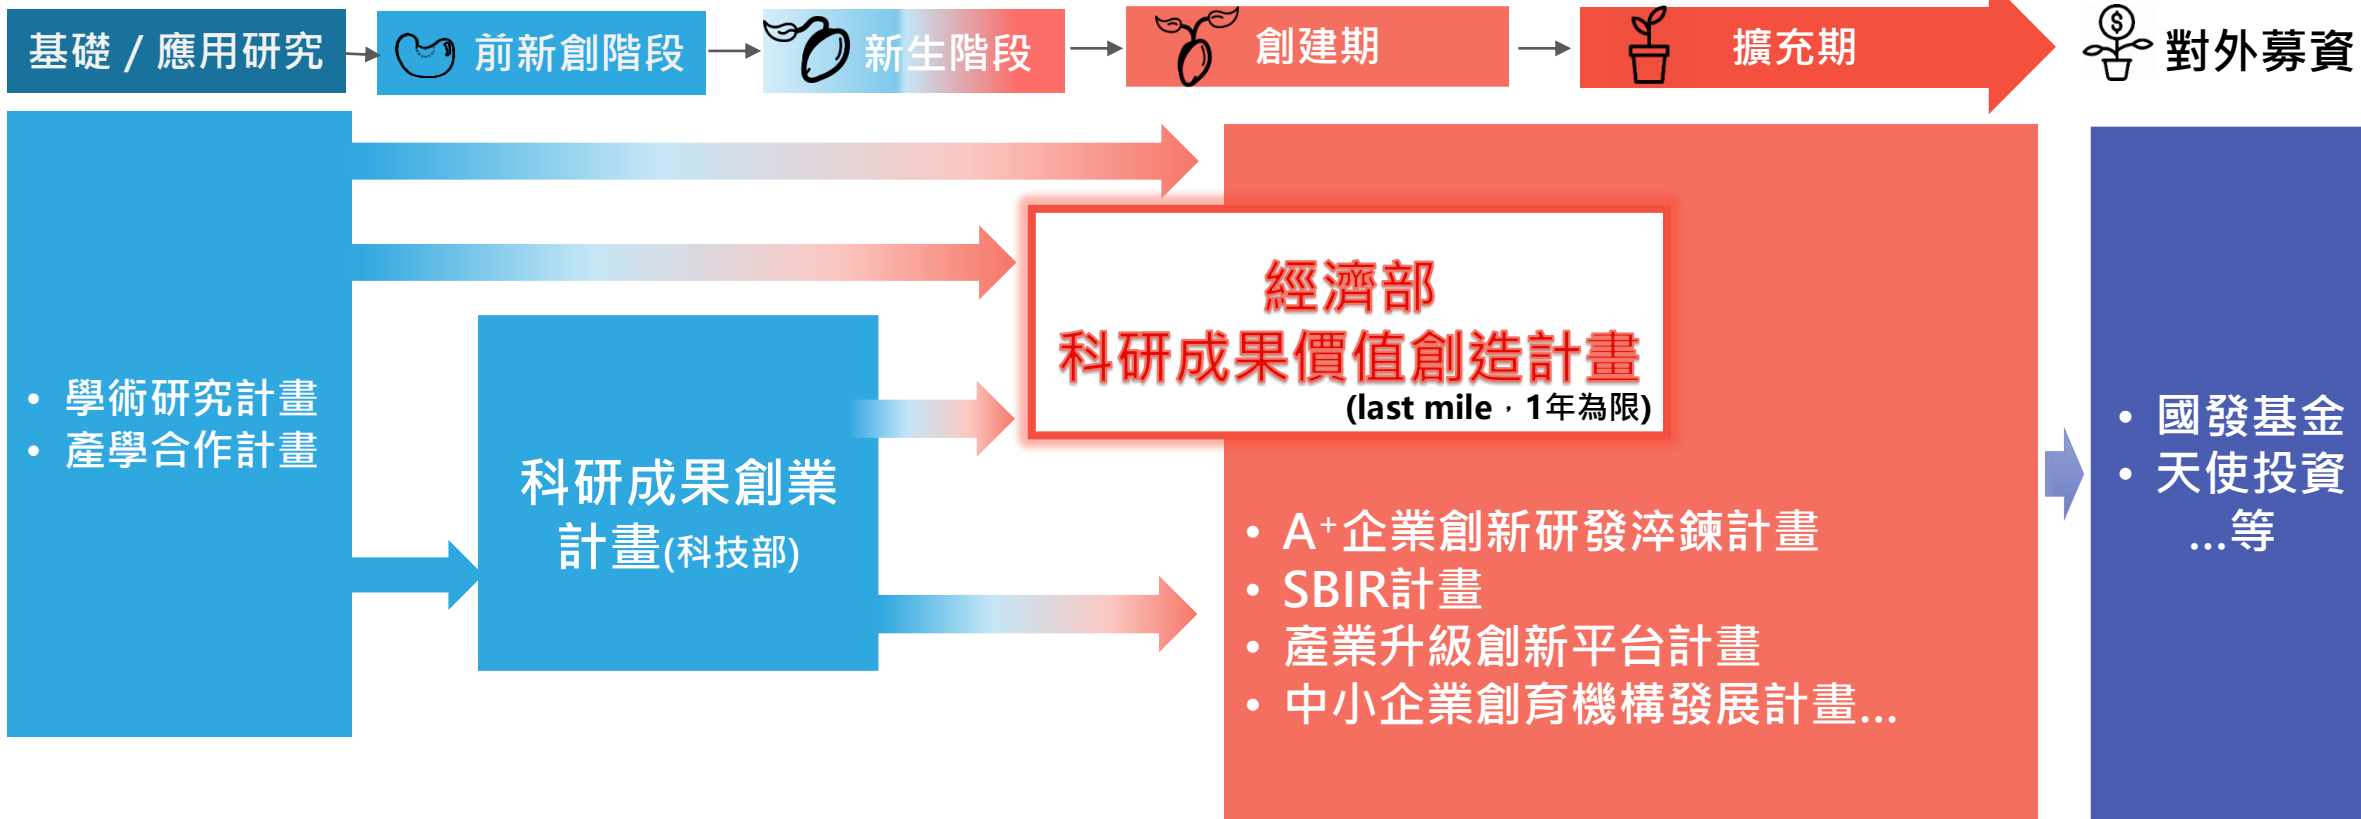 基礎 / 應用研究
前新創階段
新生階段
創建期
擴充期
對外募資
• 學術研究計畫
• 產學合作計畫
科研成果創業
計畫(科技部)
經濟部
科研成果價值創造計畫
(last mile，1年為限)
• A⁺企業創新研發淬鍊計畫
• SBIR計畫
• 產業升級創新平台計畫
• 中小企業創育機構發展計畫...
• 國發基金
• 天使投資
...等